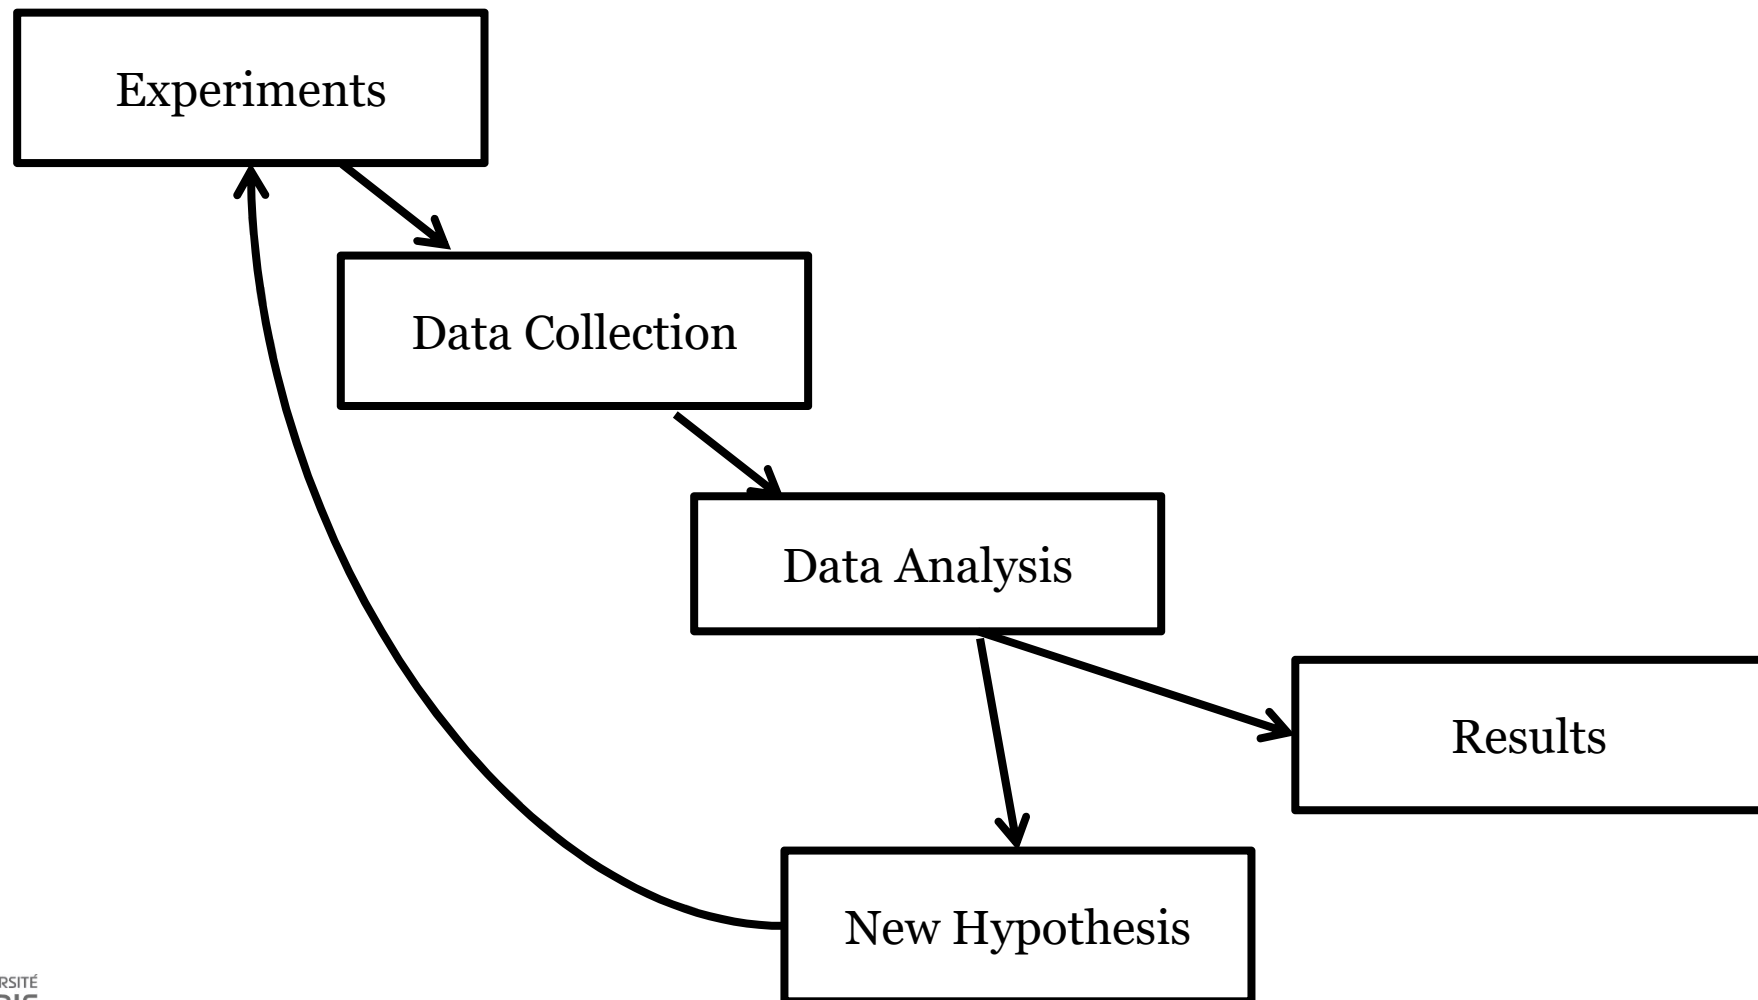 Experiments
Data Collection
Data Analysis
Results
New Hypothesis